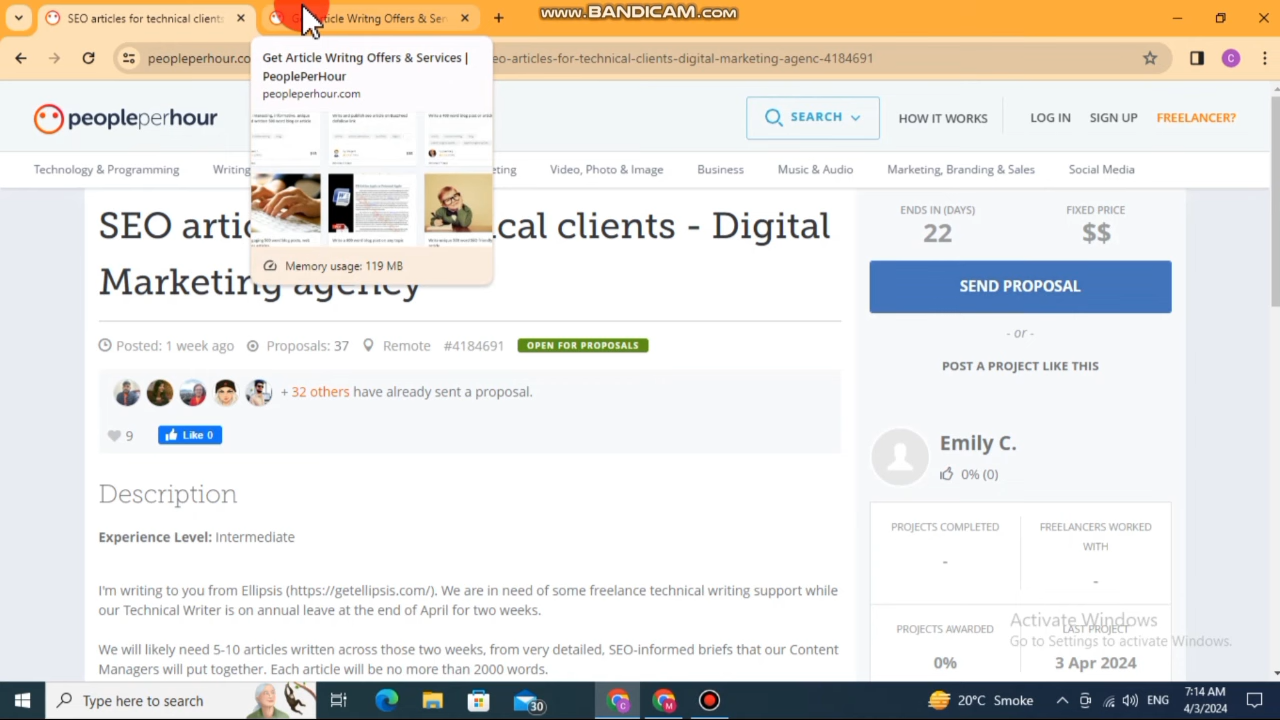 www.BANDICAM.com
SEO articles for technical clients
ticle Writng Offers & Ser
peopleperhour.co
eo-articles-for-technical-clients-digital-marketing-agenc-4184691
C
Get Article Writng Offers & Services |
PeoplePerHour
peopleperhour.com
Memory usage: 119 MB
peopleperhour
SEARCH
HOW IT WORKS
LOG IN
SIGN UP
FREELANCER?
Technology & Programming
Writing
eting
Video, Photo & Image
Business
Music & Audio
Marketing, Branding & Sales
Social Media
SEO artic
cal clients - Digital
Marketing agency
ENDS IN (DAYS)
22
FIXED PRICE
$$
SEND PROPOSAL
- or -
POST A PROJECT LIKE THIS
Posted: 1 week ago
Proposals: 37
Remote
#4184691
OPEN FOR PROPOSALS
+ 32 others have already sent a proposal.
9
Like 0
Emily C.
0% (0)
Description
Experience Level: Intermediate
I'm writing to you from Ellipsis (https://getellipsis.com/). We are in need of some freelance technical writing support while
our Technical Writer is on annual leave at the end of April for two weeks.
We will likely need 5-10 articles written across those two weeks, from very detailed, SEO-informed briefs that our Content
Managers will put together. Each article will be no more than 2000 words.
PROJECTS COMPLETED
-
FREELANCERS WORKED
WITH
-
PROJECTS AWARDED
0%
LAST PROJECT
3 Apr 2024
Activate Windows
Go to Settings to activate Windows.
Type here to search
30
C
M
20°C Smoke
ENG
7:14 AM
4/3/2024